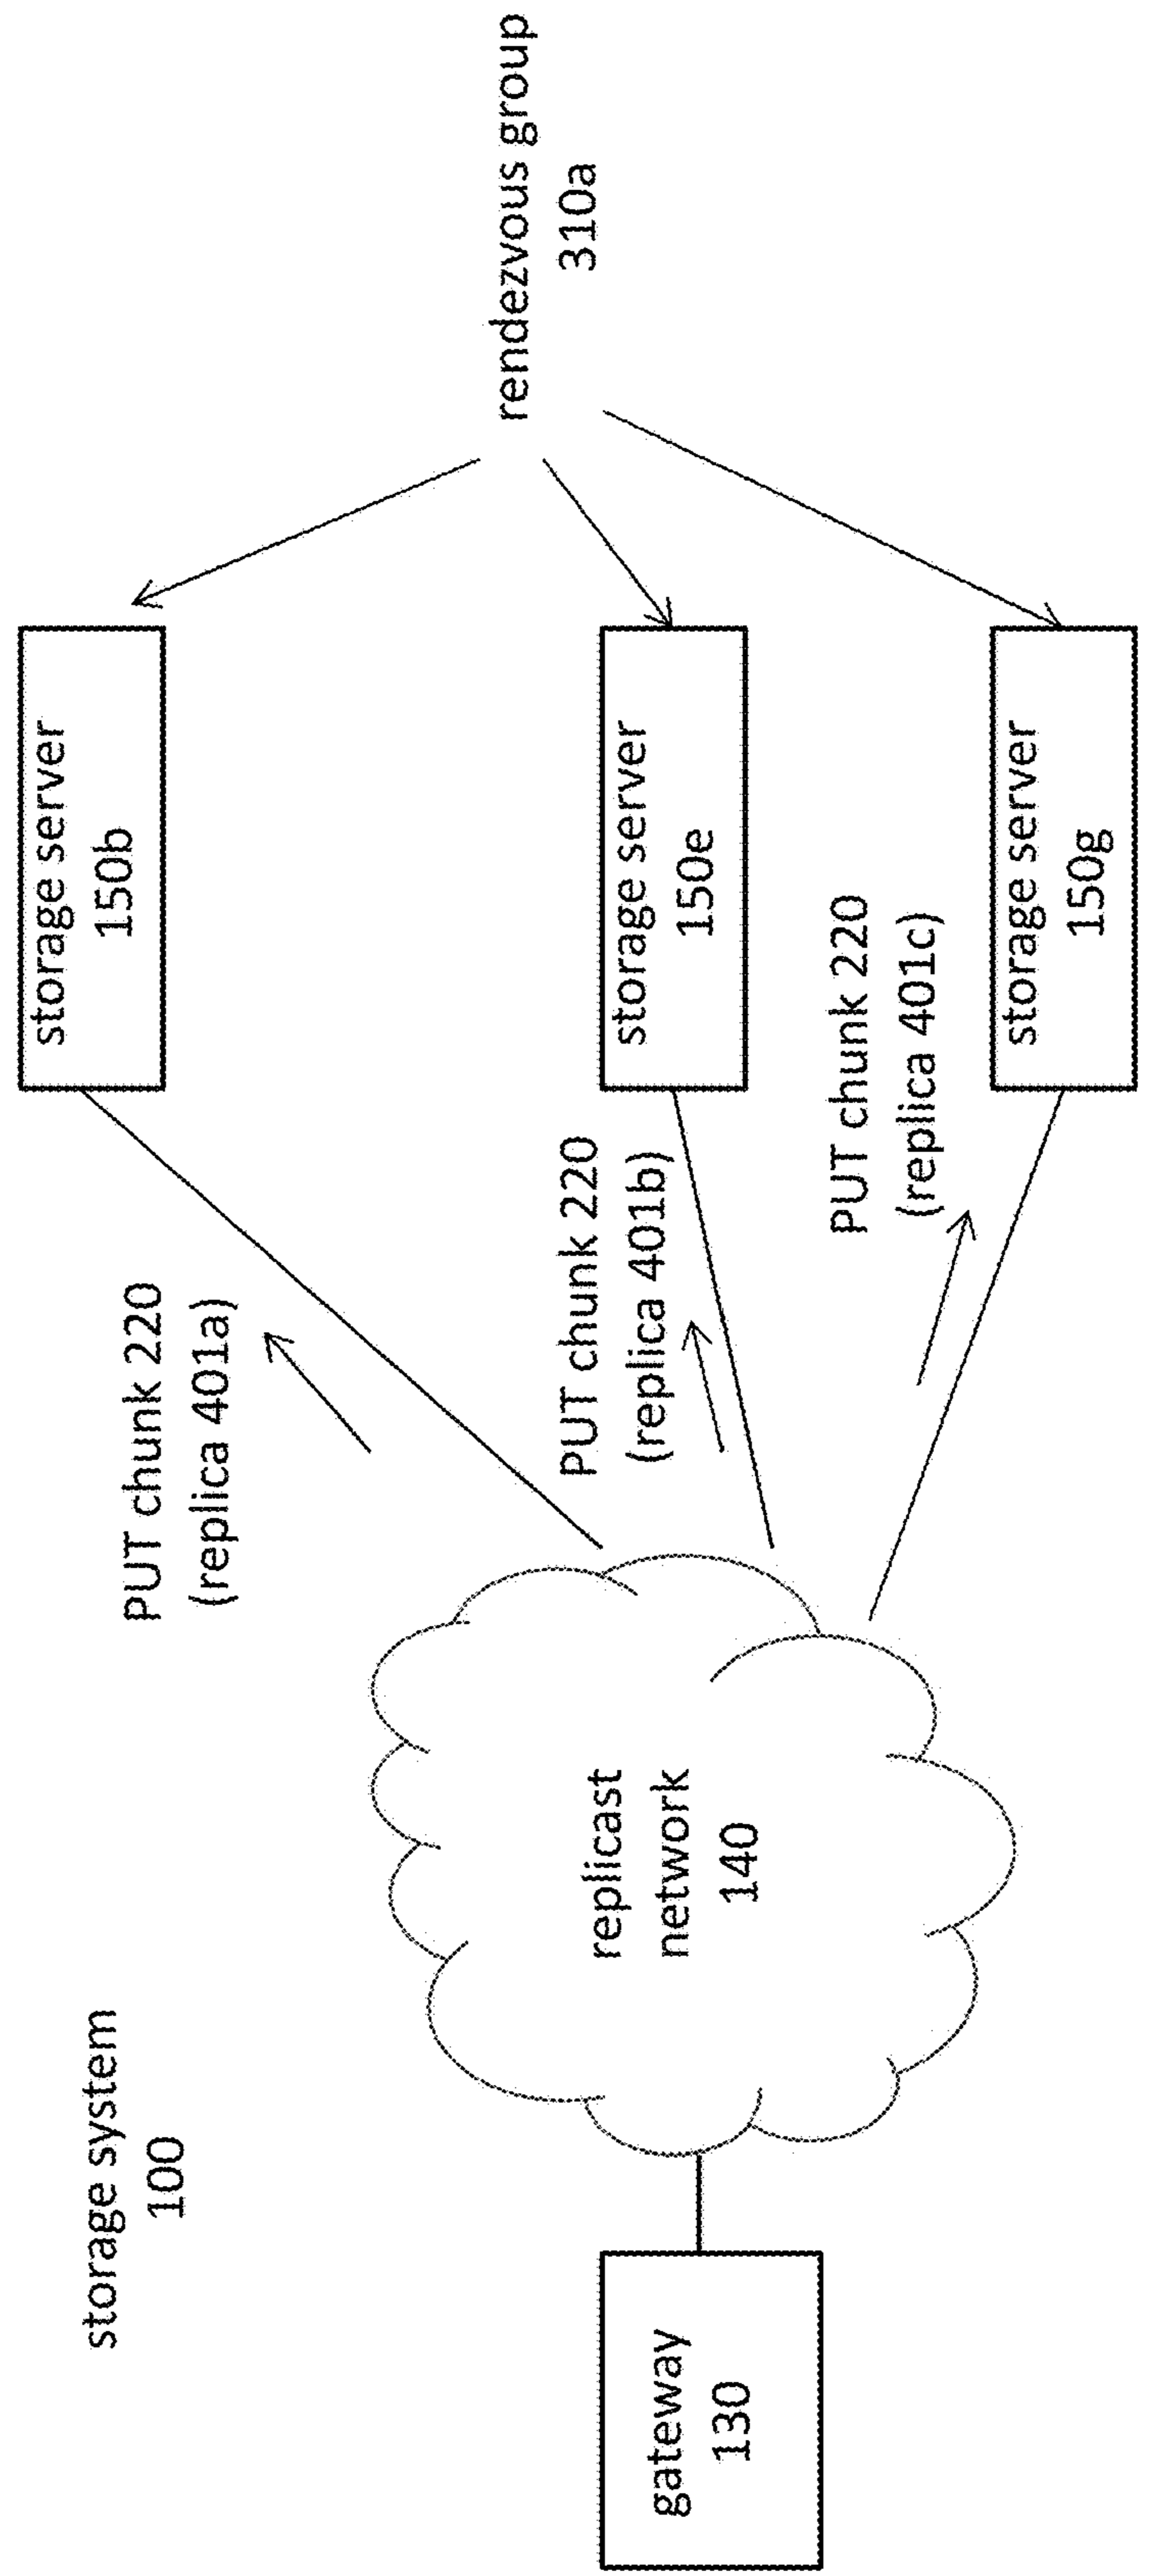 storage system
100
gateway
130
replicast
network
140
PUT chunk 220
(replica 401a)
PUT chunk 220
(replica 401b)
PUT chunk 220
(replica 401c)
storage server
150b
storage server
150e
storage server
150g
rendezvous group
310a